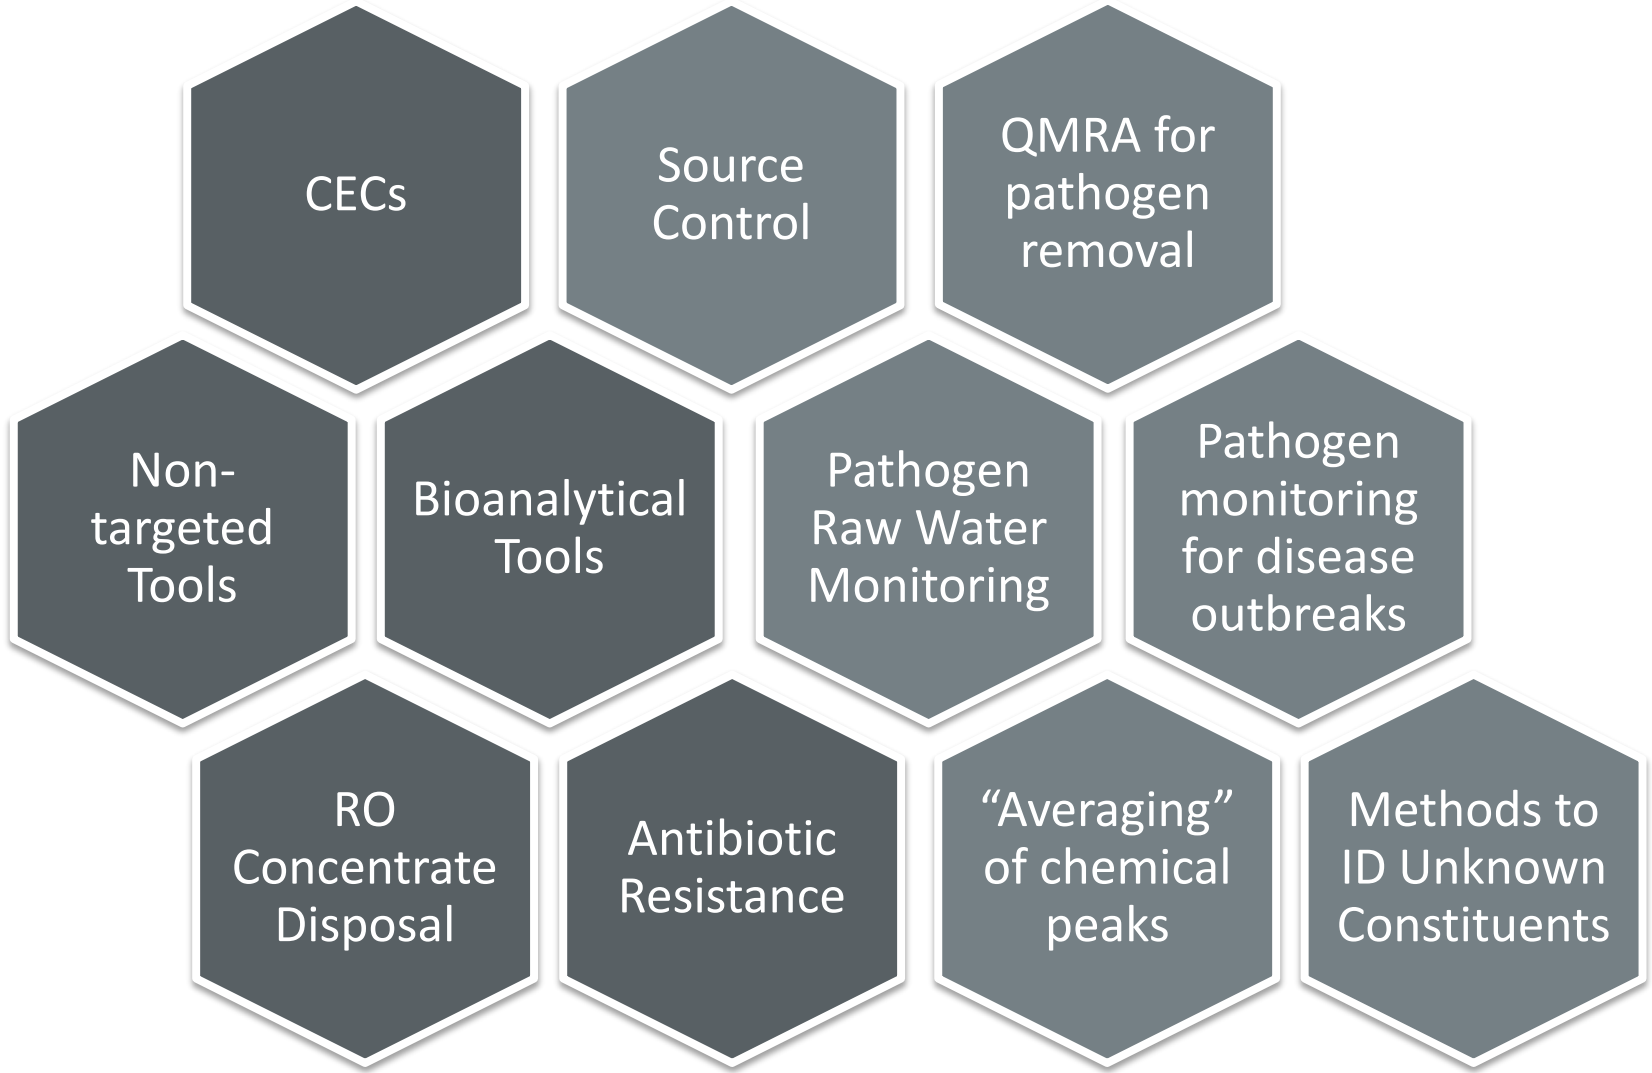 CECs
Source
Control
QMRA for
pathogen
removal
Non-
targeted
Tools
Bioanalytical
Tools
Pathogen
Raw Water
Monitoring
Pathogen
monitoring
for disease
outbreaks
RO
Concentrate
Disposal
Antibiotic
Resistance
“Averaging”
of chemical
peaks
Methods to
ID Unknown
Constituents